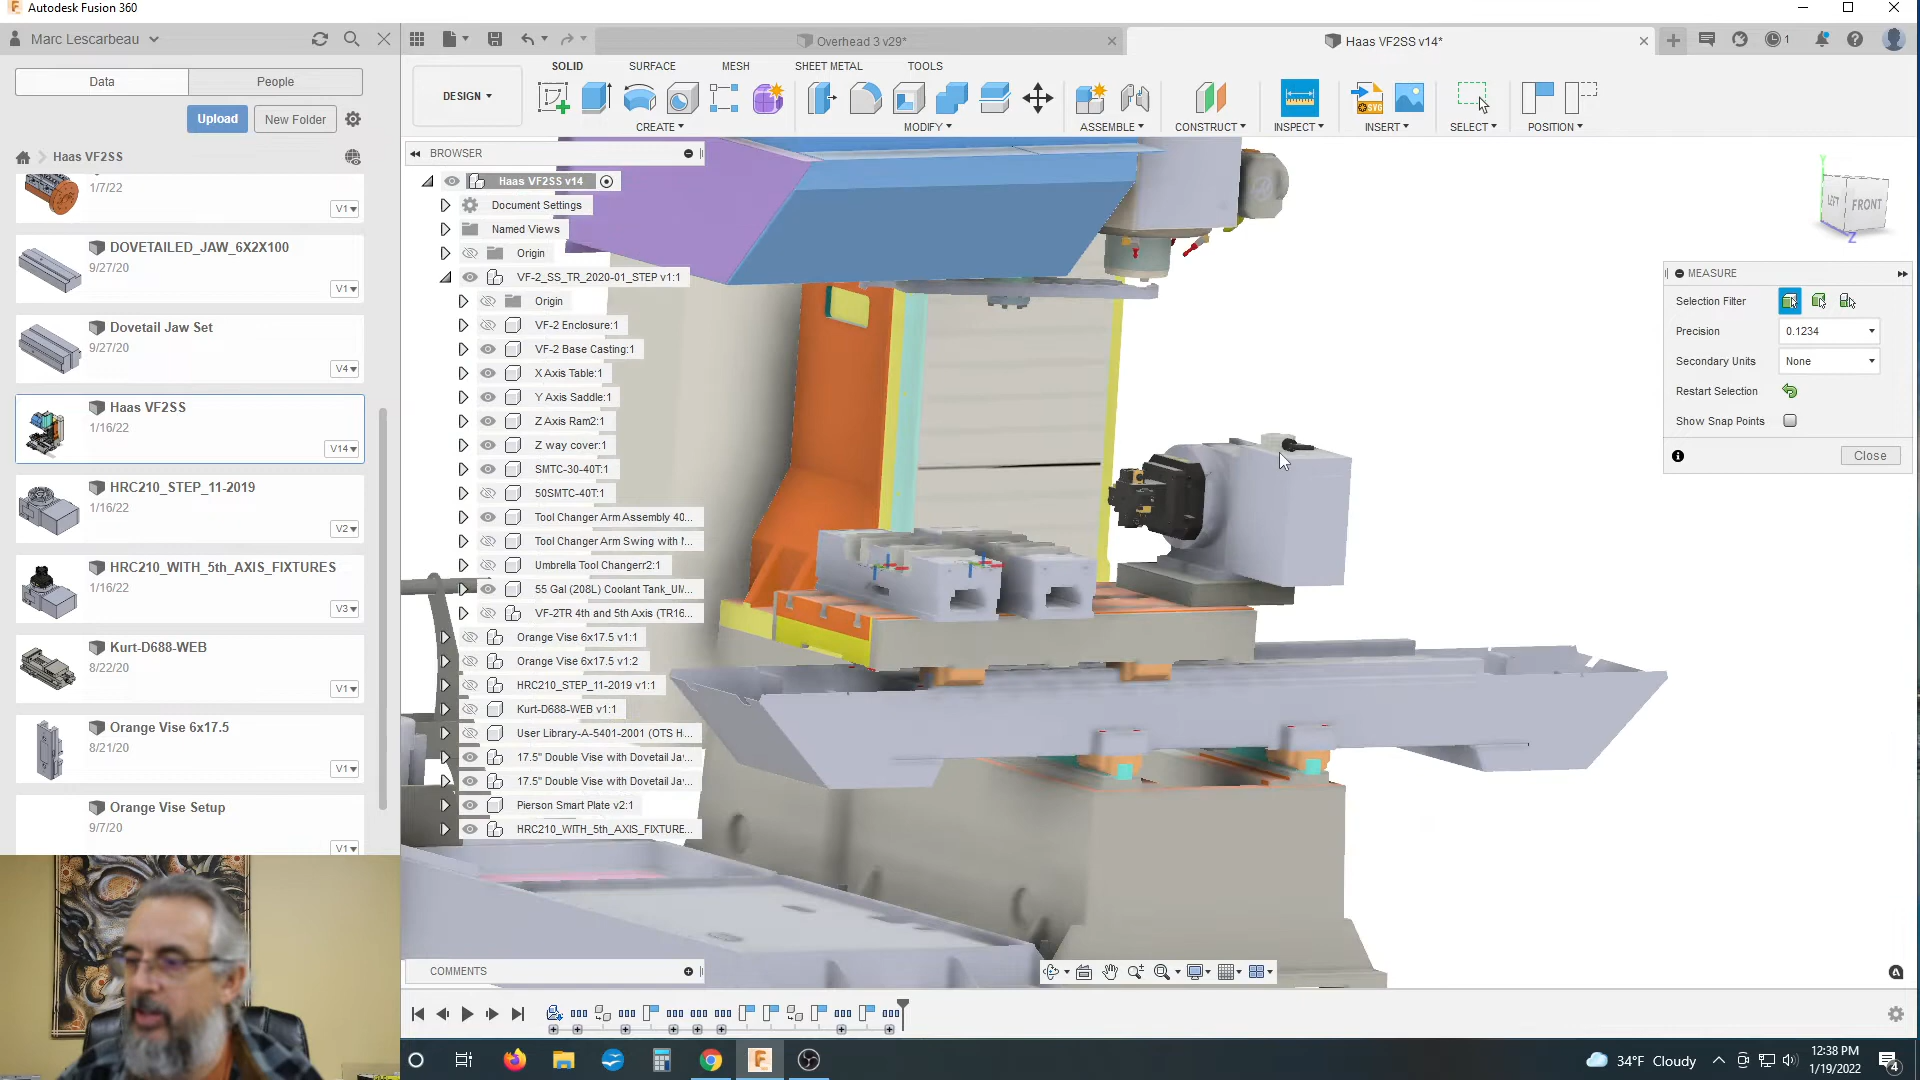 Autodesk Fusion 360
Marc Lescarbeau
Overhead 3 v29*
Haas VF2SS v14*
1
Data
People
Upload
New Folder
Haas VF2SS
1/7/22
V1
DOVETAILED_JAW_6X2X100
9/27/20
V1
Dovetail Jaw Set
9/27/20
V4
Haas VF2SS
1/16/22
V14
HRC210_STEP_11-2019
1/16/22
V2
HRC210_WITH_5th_AXIS_FIXTURES
1/16/22
V3
Kurt-D688-WEB
8/22/20
V1
Orange Vise 6x17.5
8/21/20
V1
Orange Vise Setup
9/7/20
V1
DESIGN
SOLID
SURFACE
MESH
SHEET METAL
TOOLS
CREATE
MODIFY
ASSEMBLE
CONSTRUCT
INSPECT
INSERT
SELECT
POSITION
SVG
BROWSER
Haas VF2SS v14
Document Settings
Named Views
Origin
VF-2_SS_TR_2020-01_STEP v1:1
Origin
VF-2 Enclosure:1
VF-2 Base Casting:1
X Axis Table:1
Y Axis Saddle:1
Z Axis Ram2:1
Z way cover:1
SMTC-30-40T:1
50SMTC-40T:1
Tool Changer Arm Assembly 40...
Tool Changer Arm Swing with
Umbrella Tool Changerr2:1
55 Gal (208L) Coolant Tank_UM...
VF-2TR 4th and 5th Axis (TR16...
Orange Vise 6x17.5 v1:1
Orange Vise 6x17.5 v1:2
HRC210_STEP_11-2019 v1:1
Kurt-D688-WEB v1:1
User Library-A-5401-2001 (OTS H...
17.5" Double Vise with Dovetail Ja...
17.5" Double Vise with Dovetail Ja...
Pierson Smart Plate v2:1
HRC210_WITH_5th_AXIS_FIXTURE...
COMMENTS
Y
LEFT
FRONT
Z
MEASURE
Selection Filter
Precision
0.1234
Secondary Units
None
Restart Selection
Show Snap Points
Close
34°F Cloudy
12:38 PM
1/19/2022
4